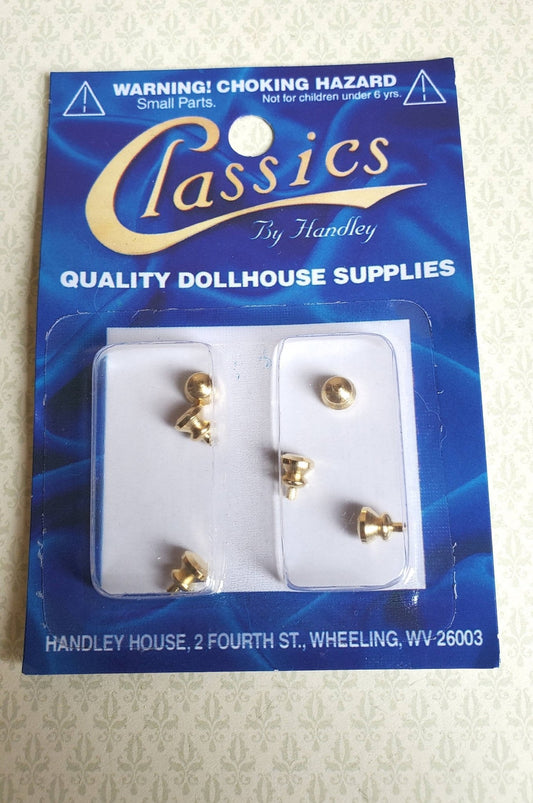 WARNING! CHOKING HAZARD
Small Parts. Not for children under 6 yrs.
Classics
By Handley
QUALITY DOLLHOUSE SUPPLIES
HANDLEY HOUSE, 2 FOURTH ST., WHEELING, WV 26003